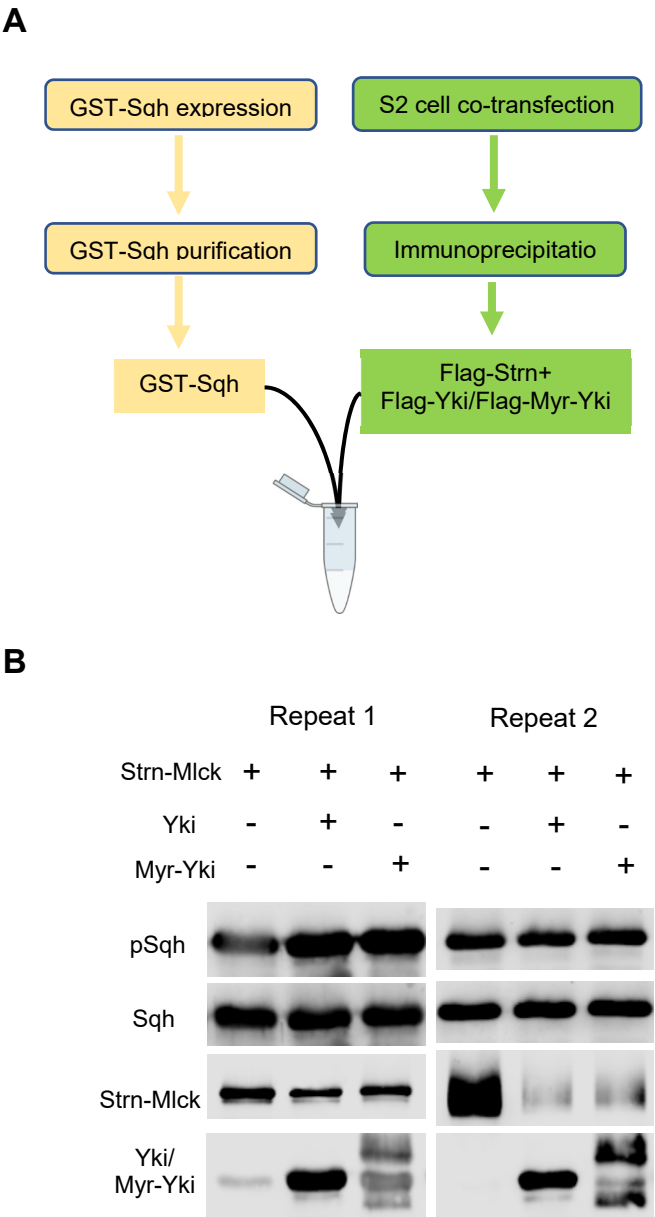 A
GST-Sqh expression
S2 cell co-transfection
GST-Sqh purification
Immunoprecipitatio
GST-Sqh
Flag-Strn+
Flag-Yki/Flag-Myr-Yki
B
Repeat 1
Repeat 2
Strn-Mlck + + + + + +
Yki - + - - + -
Myr-Yki - - + - - +
pSqh
Sqh
Strn-Mlck
Yki/
Myr-Yki